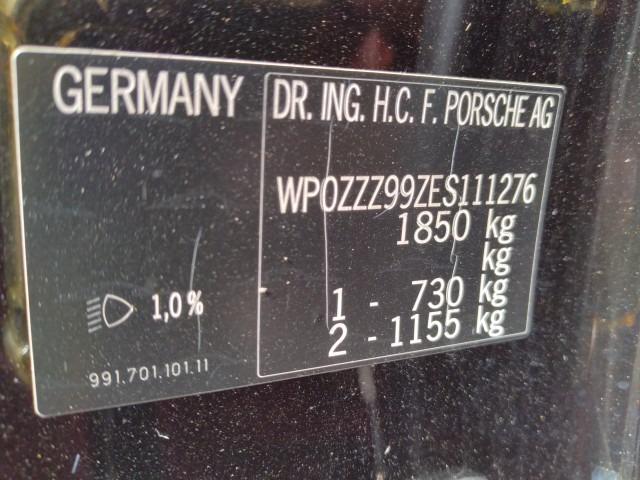 GERMANY
DR. ING. H.C. F. PORSCHE AG
WP0ZZZ99ZES111276
1850 kg
kg
1 - 730 kg
2 - 1155 kg
1,0%
991.701.101.11